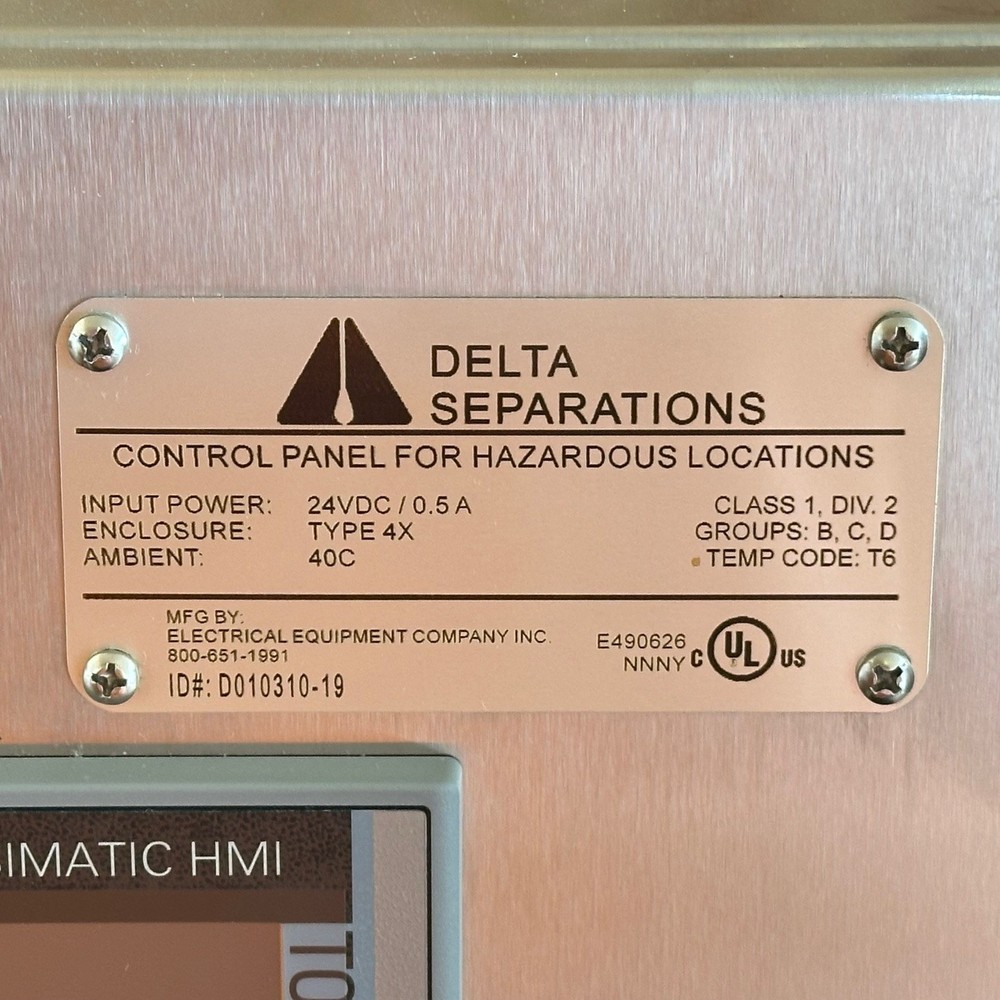 DELTA
SEPARATIONS
CONTROL PANEL FOR HAZARDOUS LOCATIONS
INPUT POWER: 24VDC / 0.5 A
ENCLOSURE: TYPE 4X
AMBIENT: 40C
CLASS 1, DIV. 2
GROUPS: B, C, D
TEMP CODE: T6
MFG BY:
ELECTRICAL EQUIPMENT COMPANY INC.
800-651-1991
ID#: D010310-19
E490626
NNNY
C UL US
SIMATIC HMI
TO